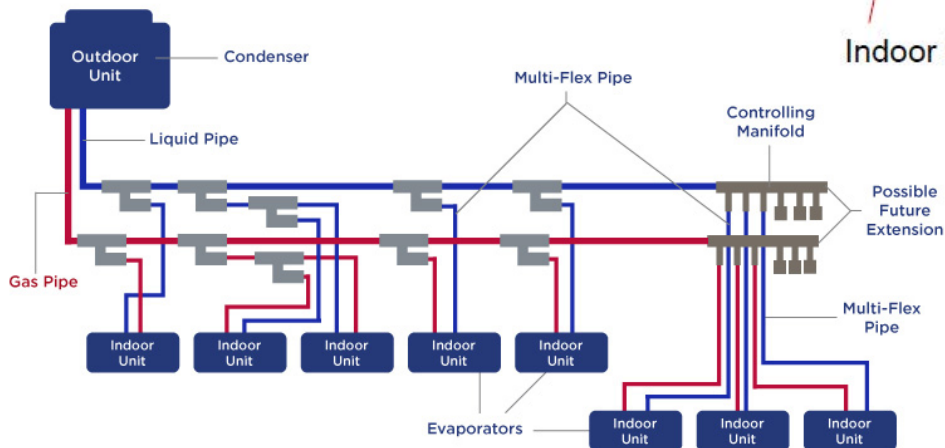 Outdoor
Unit
Condenser
Indoor
Multi-Flex Pipe
Controlling
Manifold
Liquid Pipe
Possible
Future
Extension
Gas Pipe
Multi-Flex
Pipe
Indoor
Unit
Indoor
Unit
Indoor
Unit
Indoor
Unit
Indoor
Unit
Evaporators
Indoor
Unit
Indoor
Unit
Indoor
Unit